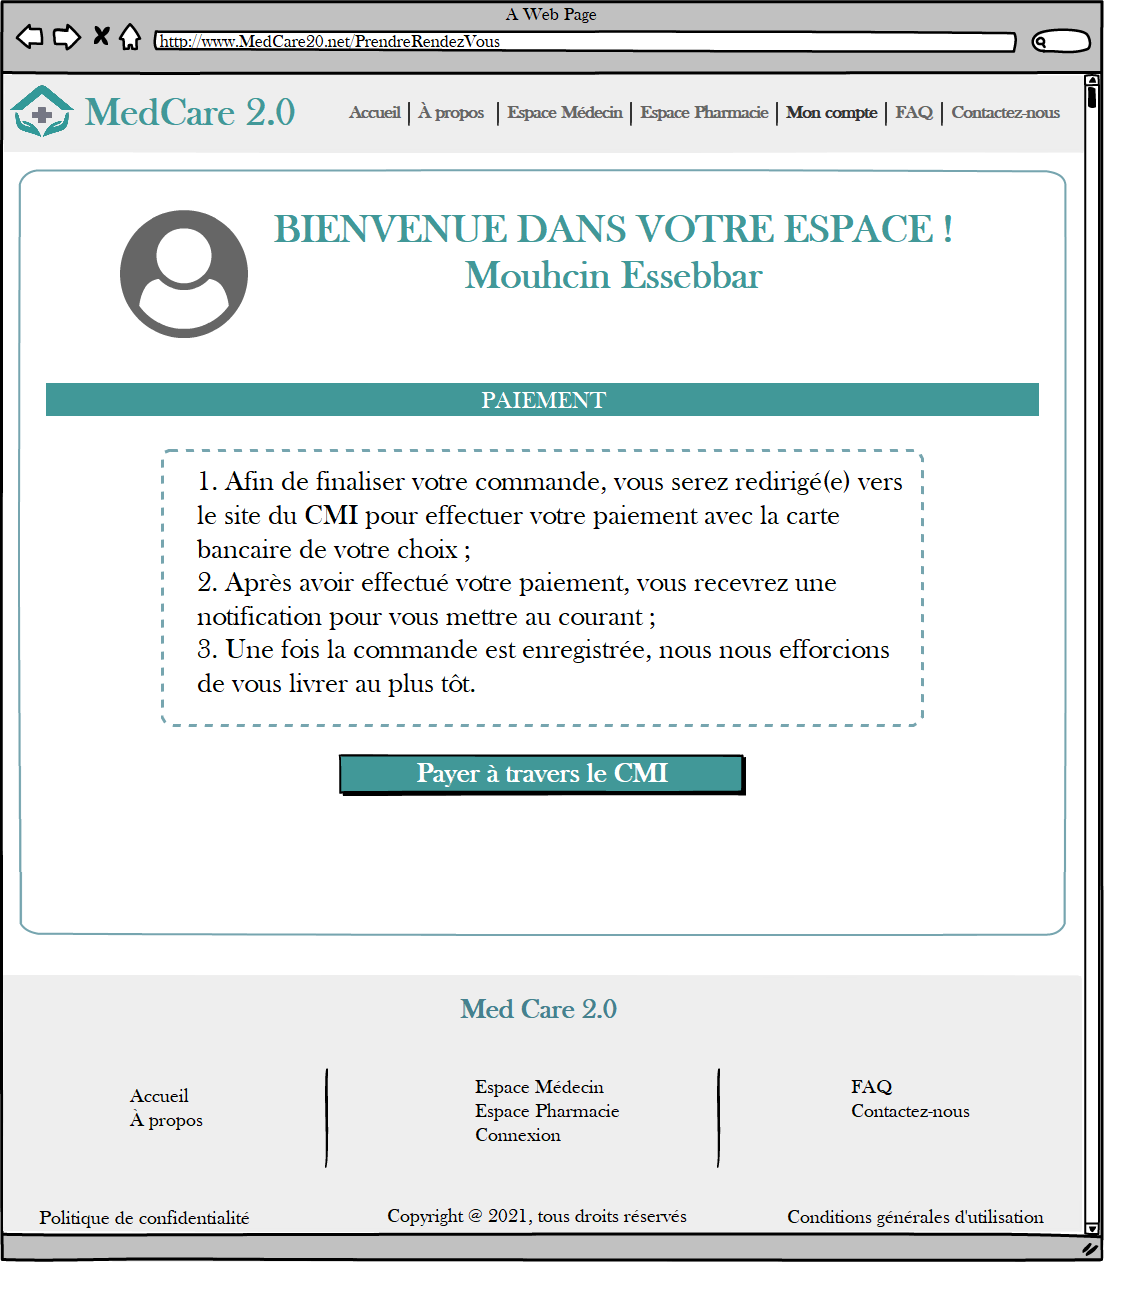 A Web Page
http://www.MedCare20.net/PrendreRendezVous
MedCare 2.0
Accueil | À propos | Espace Médecin | Espace Pharmacie | Mon compte | FAQ | Contactez-nous
BIENVENUE DANS VOTRE ESPACE !
Mouhcin Essebbar
PAIEMENT
1. Afin de finaliser votre commande, vous serez redirigé(e) vers
le site du CMI pour effectuer votre paiement avec la carte
bancaire de votre choix ;
2. Après avoir effectué votre paiement, vous recevrez une
notification pour vous mettre au courant ;
3. Une fois la commande est enregistrée, nous nous efforcions
de vous livrer au plus tôt.
Payer à travers le CMI
Med Care 2.0
Accueil
À propos
Espace Médecin
Espace Pharmacie
Connexion
FAQ
Contactez-nous
Politique de confidentialité
Copyright @ 2021, tous droits réservés
Conditions générales d'utilisation